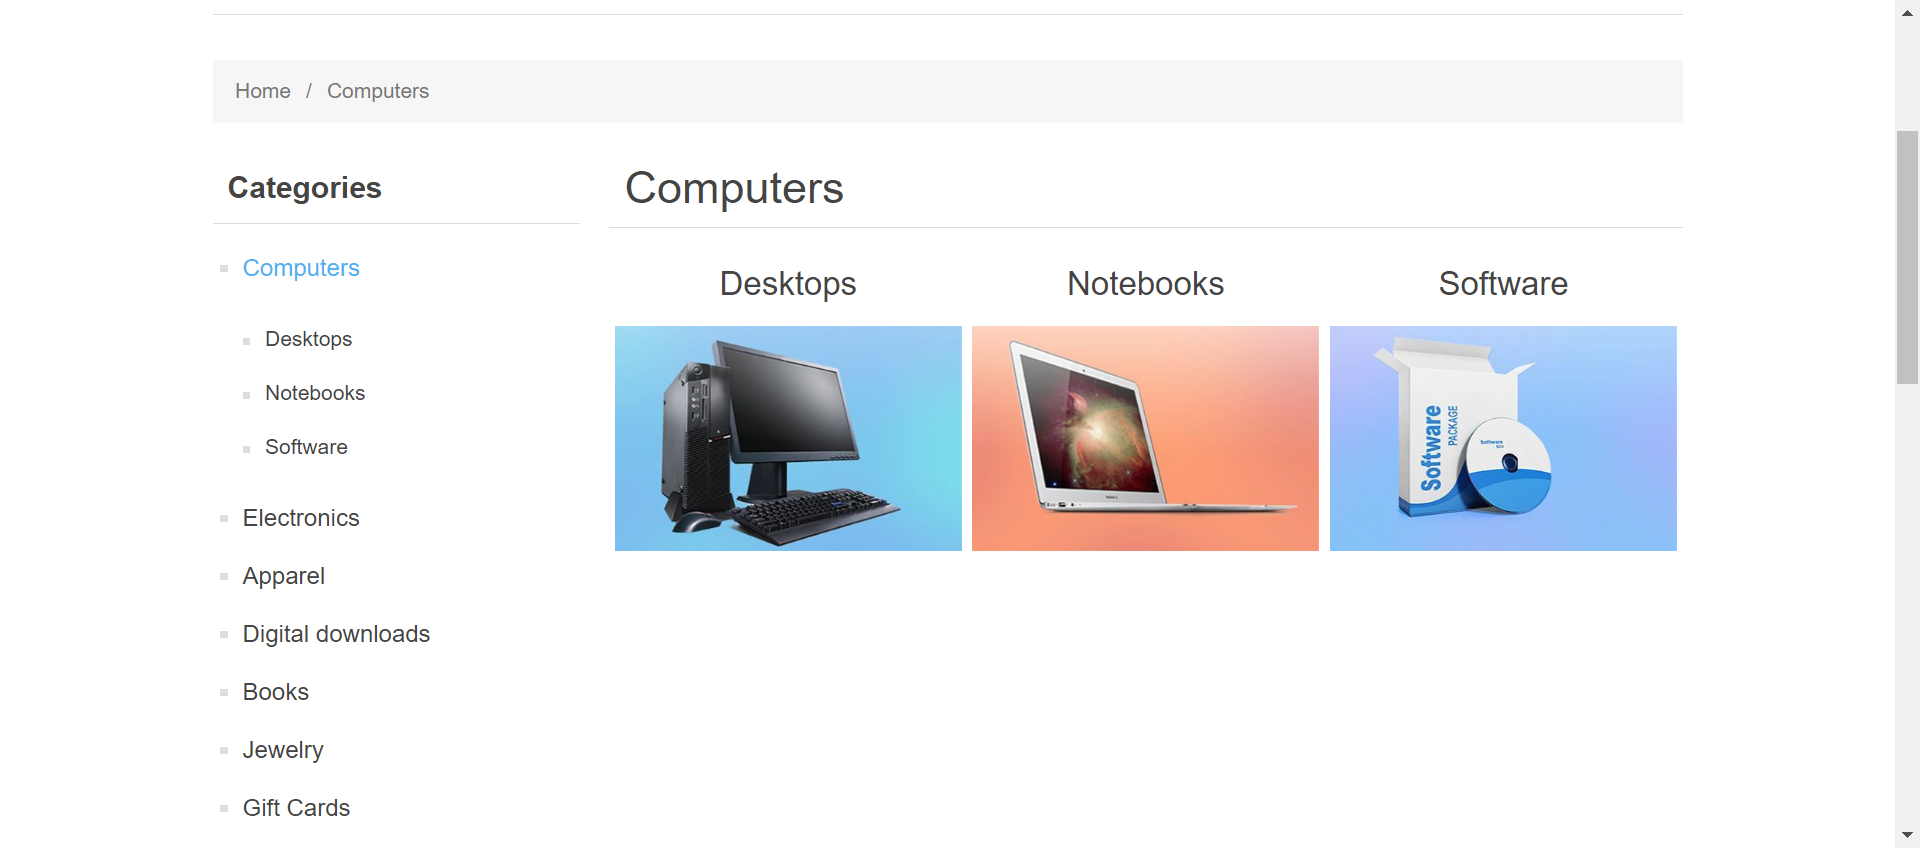 Home / Computers
Categories
Computers
Desktops
Notebooks
Software
Electronics
Apparel
Digital downloads
Books
Jewelry
Gift Cards
Computers
Desktops
Notebooks
Software
Software
PACKAGE
Software